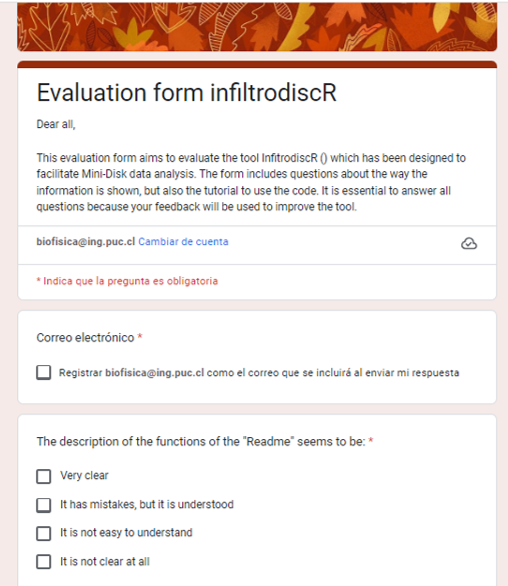 Evaluation form infiltrodiscR
Dear all,
This evaluation form aims to evaluate the tool InfitrodiscR () which has been designed to
facilitate Mini-Disk data analysis. The form includes questions about the way the
information is shown, but also the tutorial to use the code. It is essential to answer all
questions because your feedback will be used to improve the tool.
biofisica@ing.puc.cl Cambiar de cuenta
* Indica que la pregunta es obligatoria
Correo electrónico *
Registrar biofisica@ing.puc.cl como el correo que se incluirá al enviar mi respuesta
The description of the functions of the "Readme" seems to be: *
Very clear
It has mistakes, but it is understood
It is not easy to understand
It is not clear at all